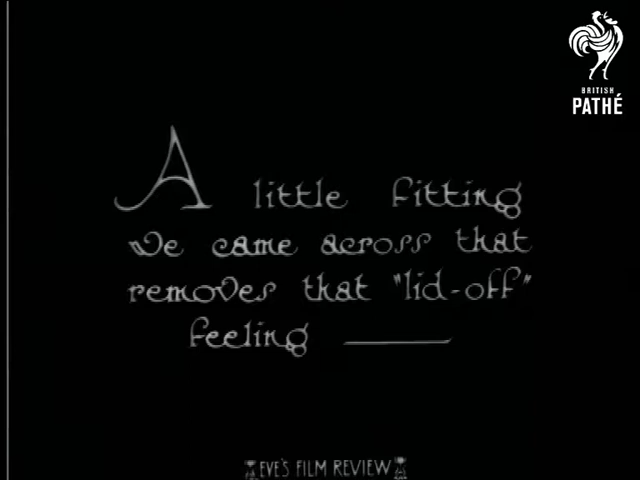 BRITISH
PATHÉ
A little fitting
we came across that
removes that "lid-off"
feeling ——
EVE'S FILM REVIEW